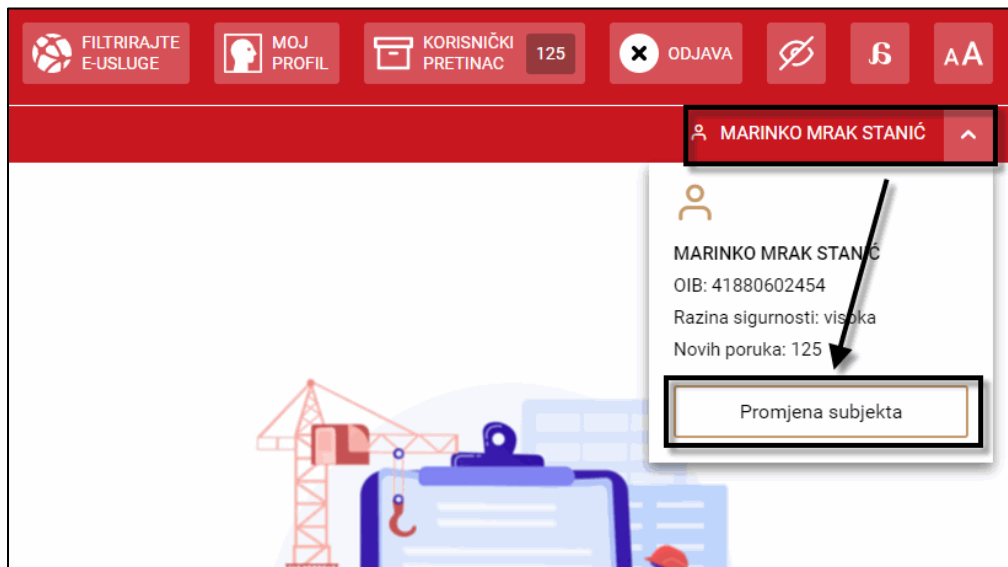 FILTRIRAJTE
E-USLUGE
MOJ
PROFIL
KORISNIČKI
PRETINAC
125
ODJAVA
AA
MARINKO MRAK STANIĆ
MARINKO MRAK STANIĆ
OIB: 41880602454
Razina sigurnosti: visoka
Novih poruka: 125
Promjena subjekta